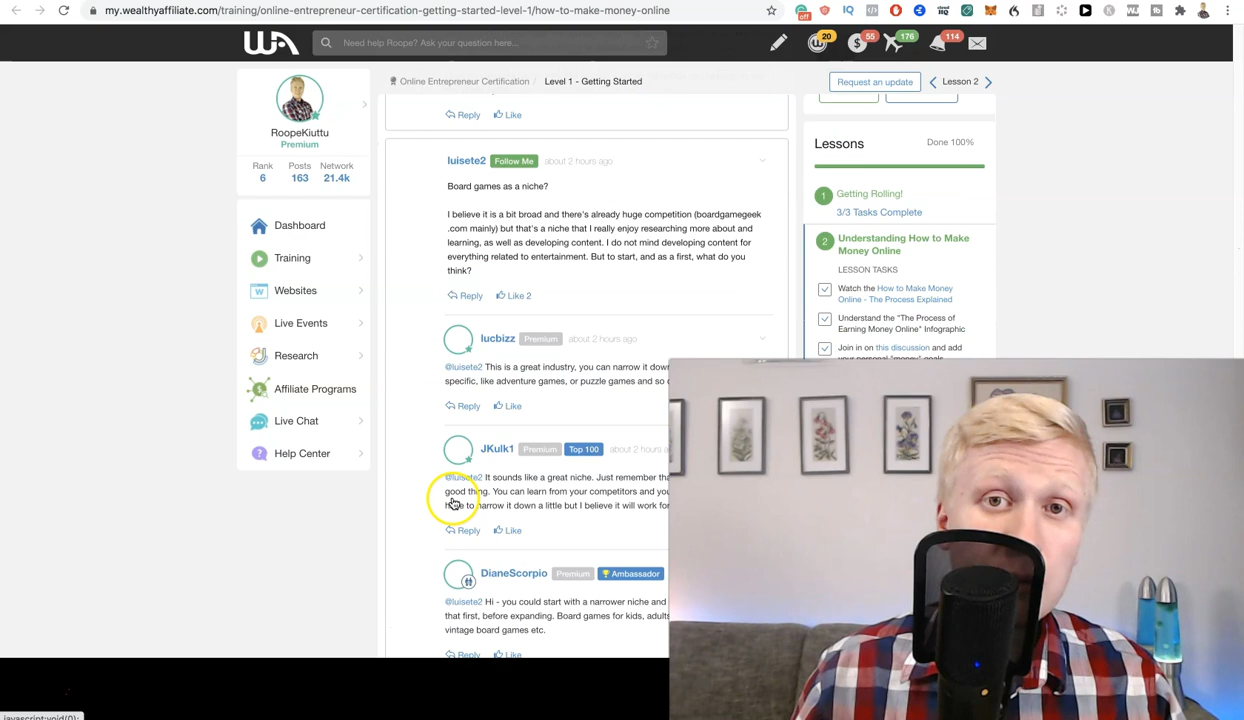 my.wealthyaffiliate.com/training/online-entrepreneur-certification-getting-started-level-1/how-to-make-money-online
off
WA
Need help Roope? Ask your question here...
20
55
176
114
RoopeKiuttu
Premium
Rank
Posts
Network
6
163
21.4k
Dashboard
Training
Websites
Live Events
Research
Affiliate Programs
Live Chat
Help Center
Online Entrepreneur Certification / Level 1 - Getting Started
Request an update
Lesson 2
Reply Like
luisete2 Follow Me about 2 hours ago
Board games as a niche?
I believe it is a bit broad and there's already huge competition (boardgamegeek
.com mainly) but that's a niche that I really enjoy researching more about and
learning, as well as developing content. I do not mind developing content for
everything related to entertainment. But to start, and as a first, what do you
think?
Reply Like 2
lucbizz Premium about 2 hours ago
@luisete2 This is a great industry, you can narrow it down
specific, like adventure games, or puzzle games and so
Reply Like
JKulk1 Premium Top 100 about 2 hours
@luisete2 It sounds like a great niche. Just remember
good thing. You can learn from your competitors and
to narrow it down a little but I believe it will work for
Reply Like
DianeScorpio Premium Ambassador
@luisete2 Hi - you could start with a narrower niche and
that first, before expanding. Board games for kids, adults
vintage board games etc.
Reply Like
Lessons
Done 100%
1
Getting Rolling!
3/3 Tasks Complete
2
Understanding How to Make
Money Online
LESSON TASKS
Watch the How to Make Money
Online - The Process Explained
Understand the "The Process of
Earning Money Online" Infographic
Join in on this discussion and add
your personal "money" goals
javascript:void(0);